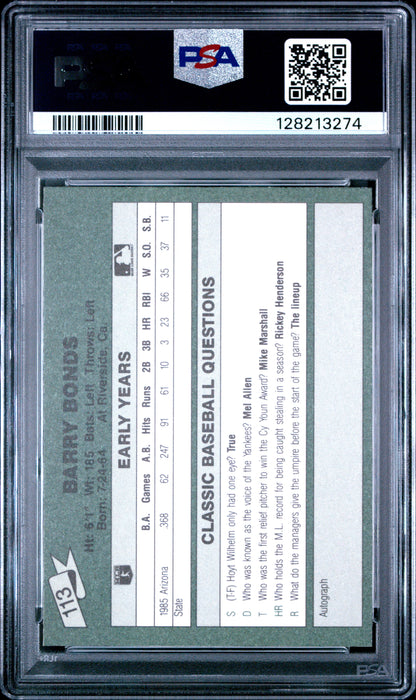 PSA
128213274
113
BARRY BONDS
Ht: 6'1" Wt: 185 Bats: Left Throws: Left
Born: 7-24-64 At Riverside, Ca.
EARLY YEARS
B.A. Games A.B. Hits Runs 2B 3B HR RBI W S.O. S.B.
1985 Arizona .368 62 247 91 61 10 3 23 66 35 37 11
State
CLASSIC BASEBALL QUESTIONS
S (T-F) Hoyt Wilhelm only had one eye? True
D Who was known as the voice of the Yankees? Mel Allen
T Who was the first relief pitcher to win the Cy Youn Award? Mike Marshall
HR Who holds the M.L. record for being caught stealing in a season? Rickey Henderson
R What do the managers give the umpire before the start of the game? The lineup
Autograph
PSA